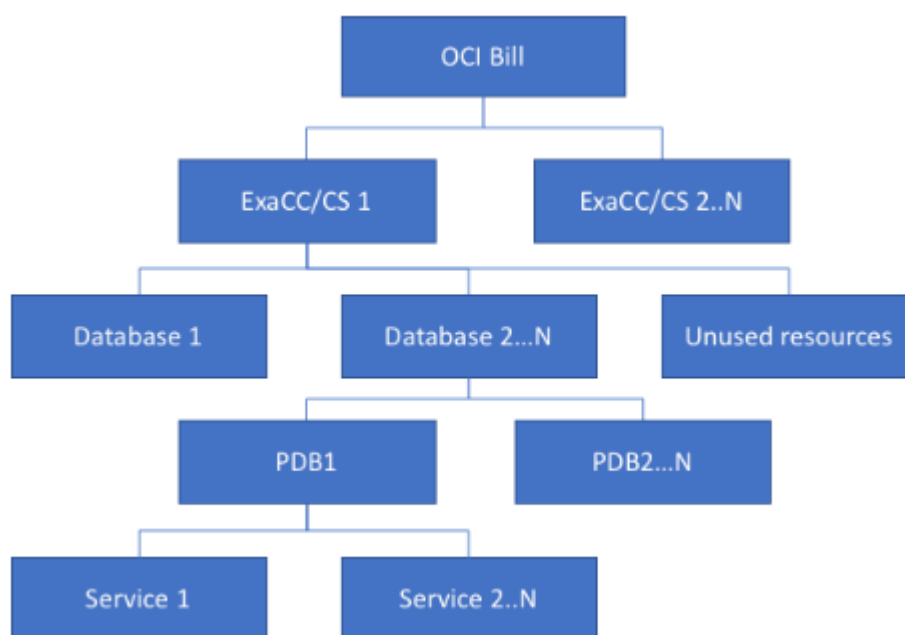 OCI Bill
ExaCC/CS 1
ExaCC/CS 2..N
Database 1
Database 2...N
Unused resources
PDB1
PDB2...N
Service 1
Service 2..N